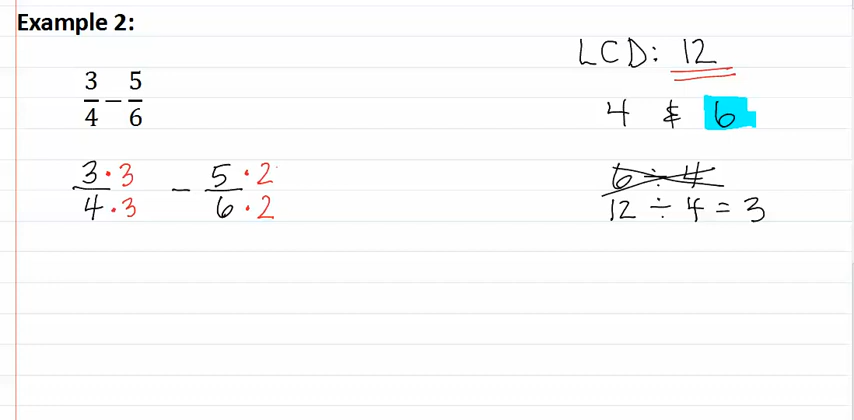 Example 2:
3/4 − 5/6
3 · 3 / 4 · 3 − 5 · 2 / 6 · 2
LCD: 12
4 & 6
6 ÷ 4
12 ÷ 4 = 3